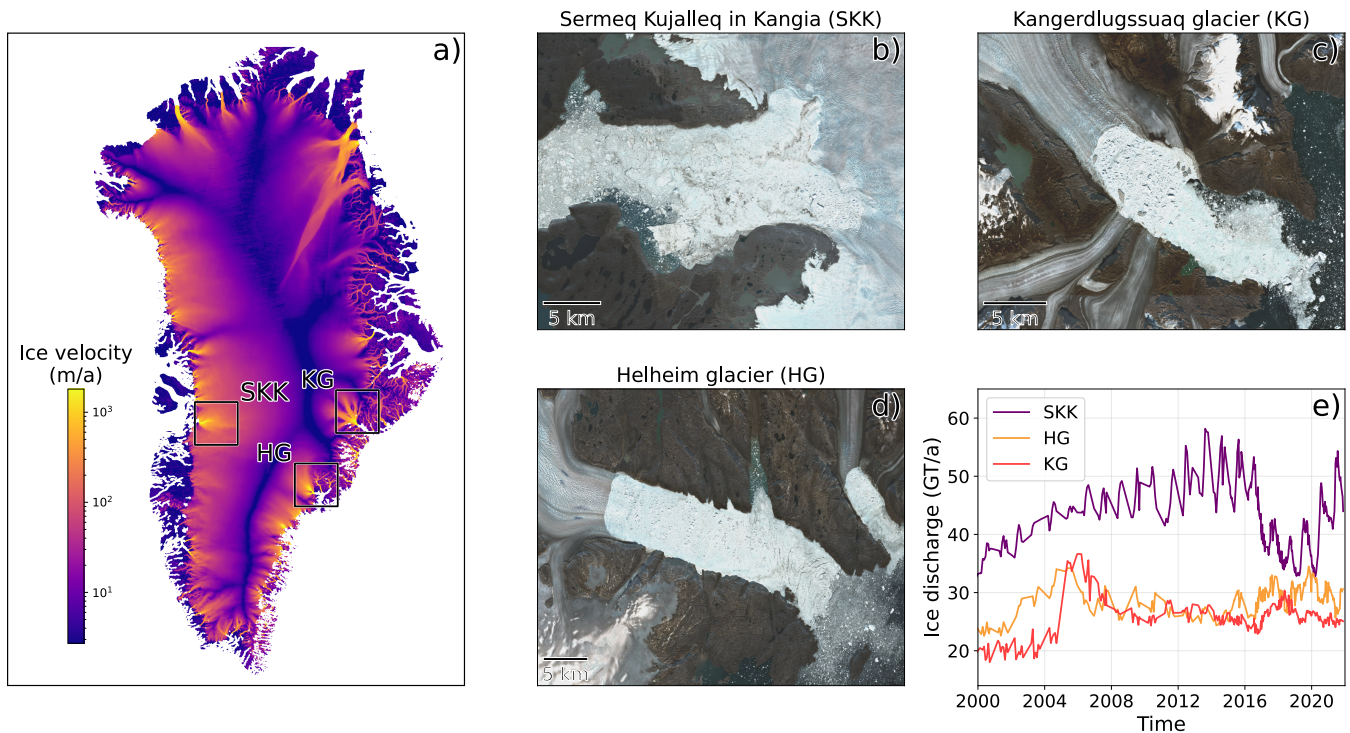 a)
Ice velocity
(m/a)
10³
10²
10¹
SKK
KG
HG
Sermeq Kujalleq in Kangia (SKK)
b)
5 km
Kangerdlugssuaq glacier (KG)
c)
5 km
Helheim glacier (HG)
d)
5 km
e)
SKK
HG
KG
Ice discharge (GT/a)
60
50
40
30
20
2000
2004
2008
2012
2016
2020
Time